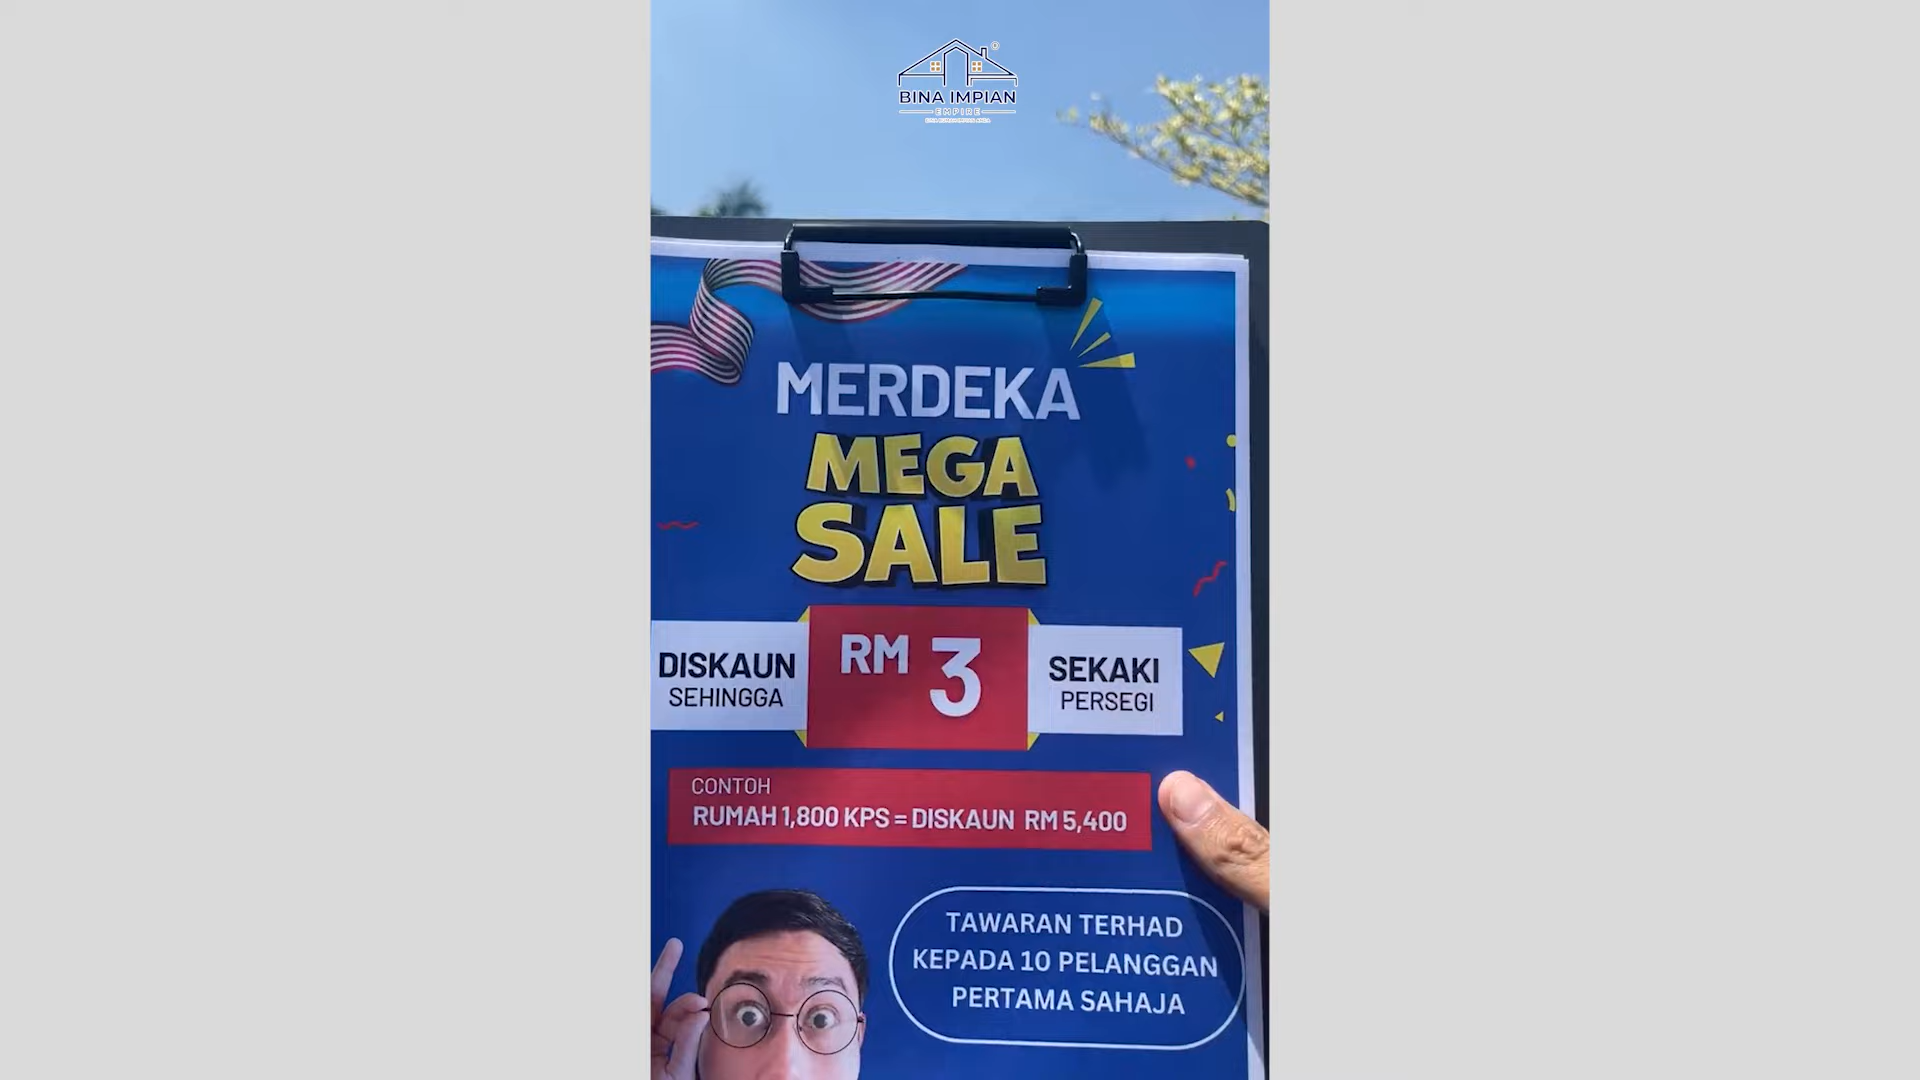 BINA IMPIAN
EMPIRE
MERDEKA
MEGA
SALE
DISKAUN
SEHINGGA
RM 3
SEKAKI
PERSEGI
CONTOH
RUMAH 1,800 KPS = DISKAUN RM 5,400
TAWARAN TERHAD
KEPADA 10 PELANGGAN
PERTAMA SAHAJA